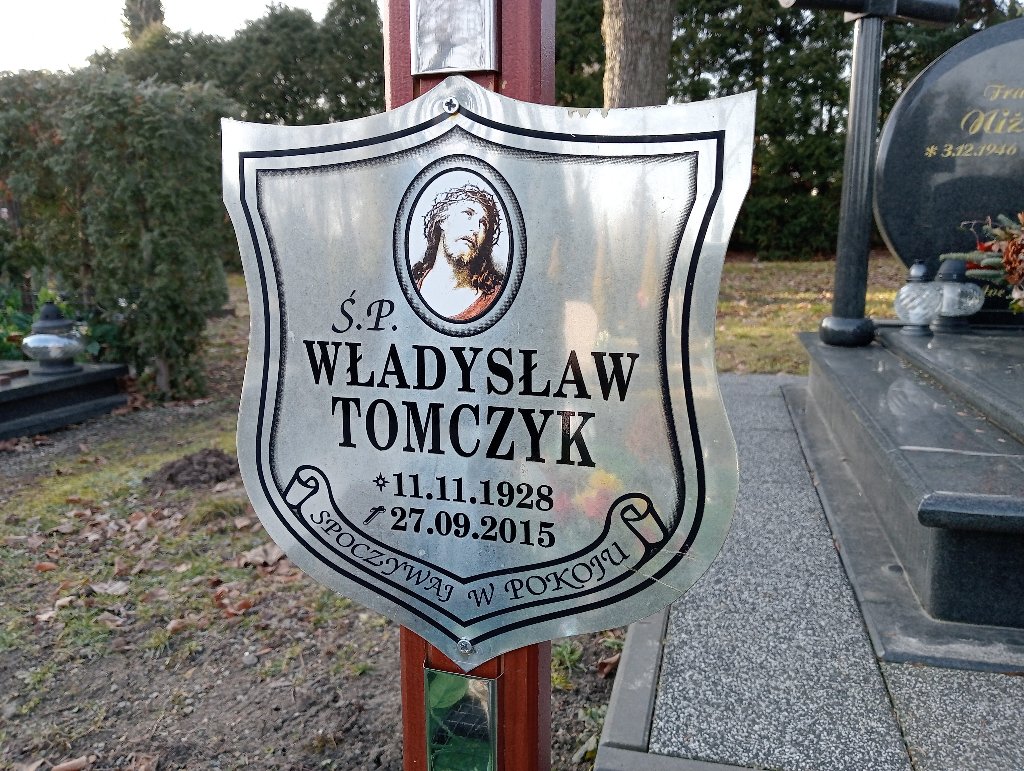 Ś.P.
WŁADYSŁAW
TOMCZYK
11.11.1928
27.09.2015
SPOCZYWAJ W POKOJU
3.12.1946